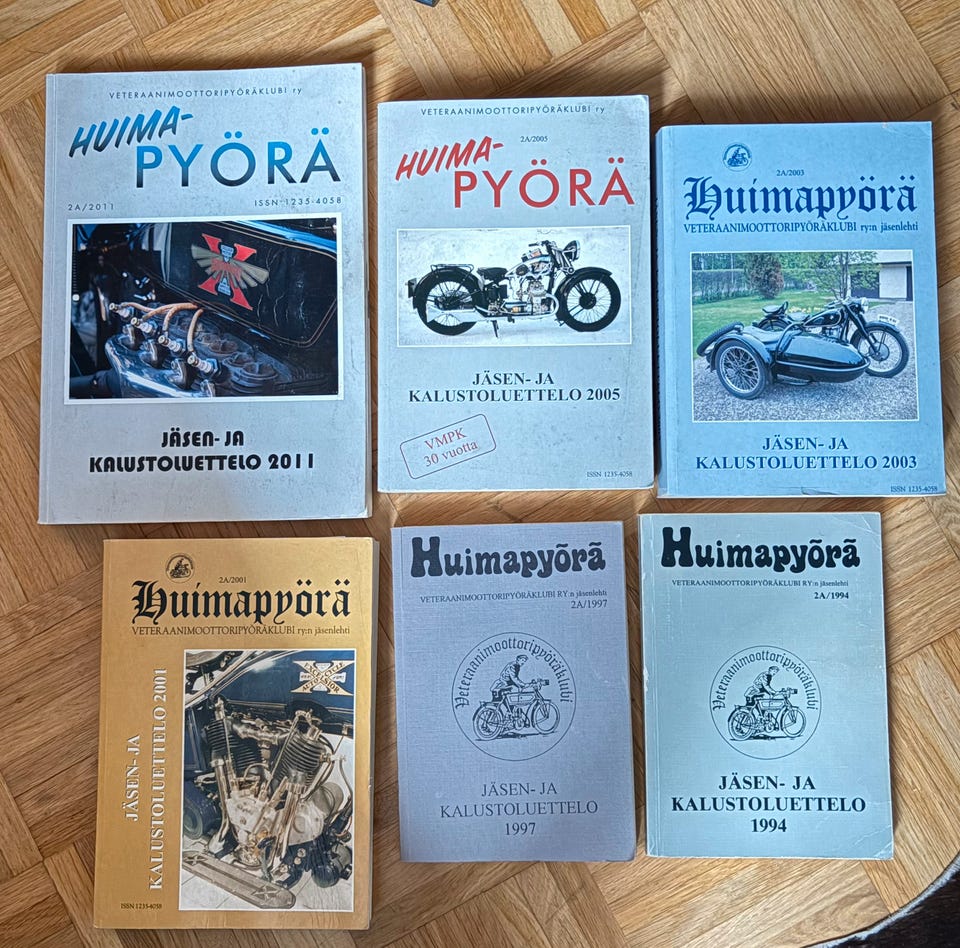 VETERAANIMOOTTORIPYÖRÄKLUBI ry
HUIMA-
PYÖRÄ
2A/2011
ISSN-1235-4058
X
JÄSEN- JA
KALUSTOLUETTELO 2011
VETERAANIMOOTTORIPYÖRÄKLUBI ry
2A/2005
HUIMA-
PYÖRÄ
JÄSEN- JA
KALUSTOLUETTELO 2005
VMPK
30 vuotta
ISSN 1235-4058
2A/2003
Huimapyörä
VETERAANIMOOTTORIPYÖRÄKLUBI ry:n jäsenlehti
JÄSEN- JA
KALUSTOLUETTELO 2003
ISSN 1235-4058
2A/2001
Huimapyörä
VETERAANIMOOTTORIPYÖRÄKLUBI ry:n jäsenlehti
JÄSEN- JA
KALUSTOLUETTELO 2001
EXCELSIOR
AUTO-CYCLE
ISSN 1235-4058
Huimapyörä
VETERAANIMOOTTORIPYÖRÄKLUBI RY:n jäsenlehti
2A/1997
Veteraanimoottoripyöräklubi
JÄSEN- JA
KALUSTOLUETTELO
1997
Huimapyörä
VETERAANIMOOTTORIPYÖRÄKLUBI RY:n jäsenlehti
2A/1994
Veteraanimoottoripyöräklubi
JÄSEN- JA
KALUSTOLUETTELO
1994